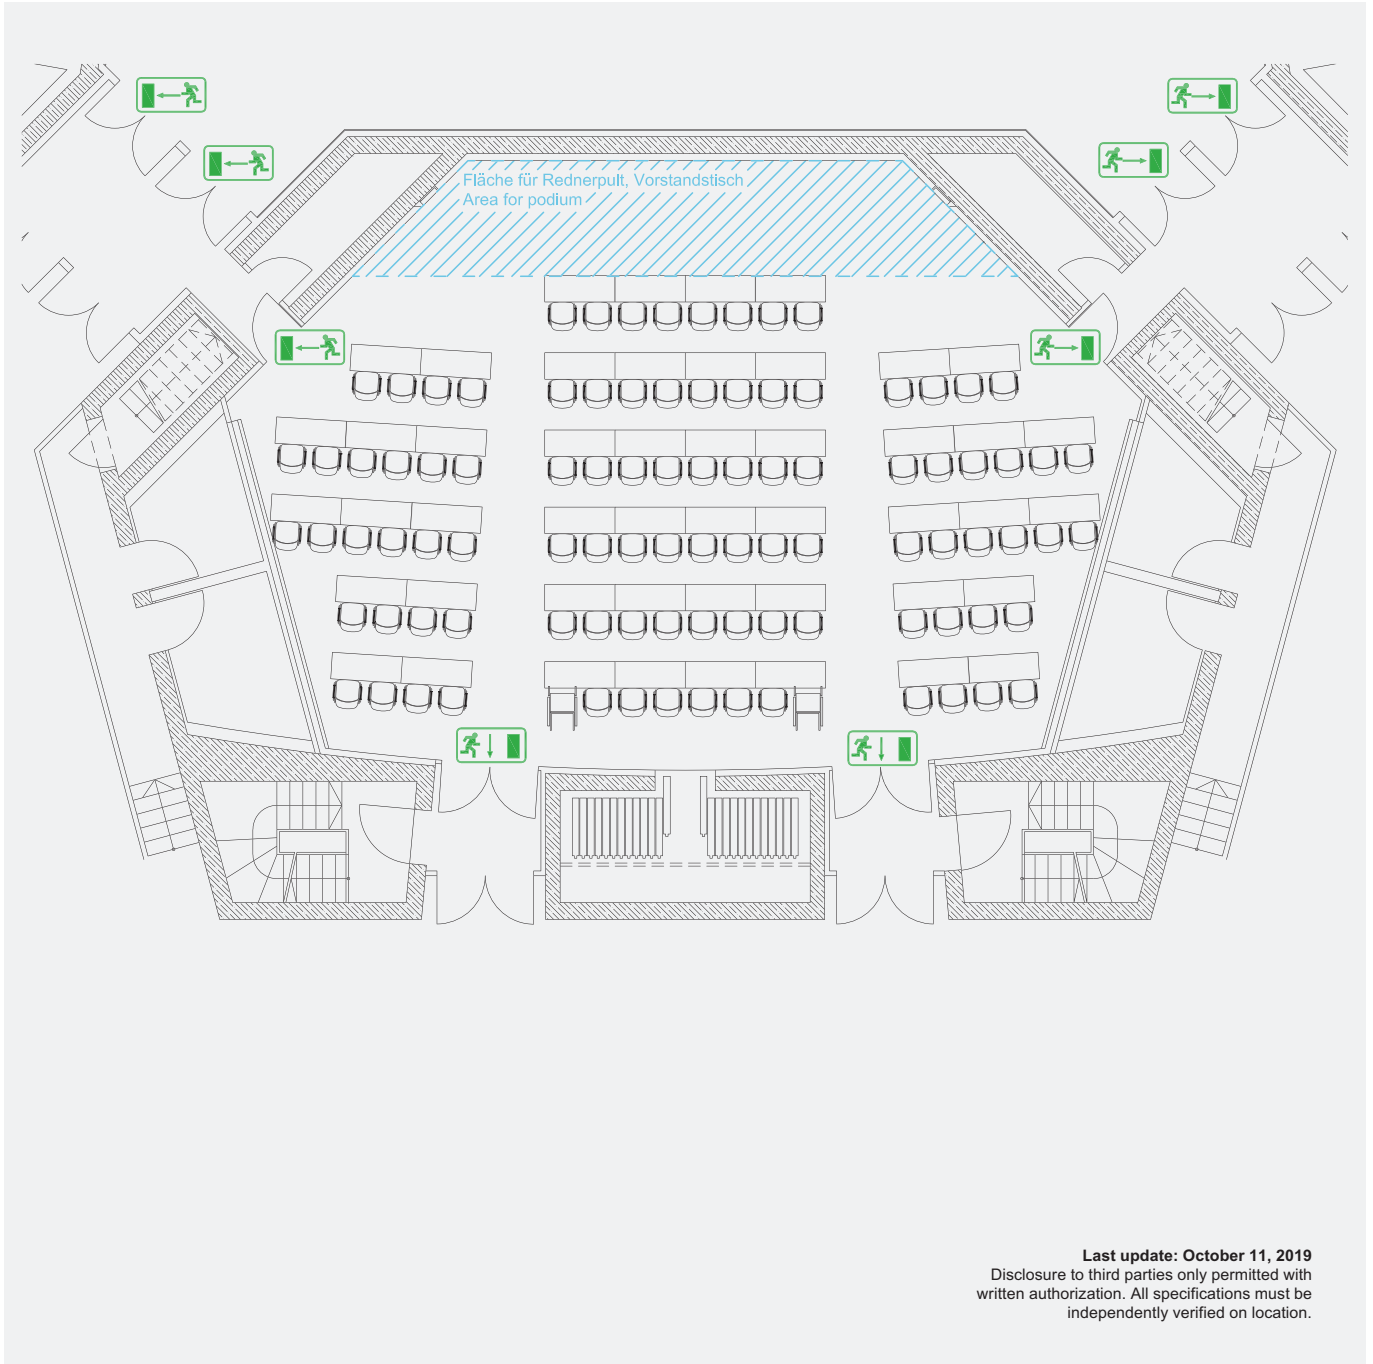 Fläche für Rednerpult, Vorstandstisch
Area for podium
Last update: October 11, 2019
Disclosure to third parties only permitted with
written authorization. All specifications must be
independently verified on location.